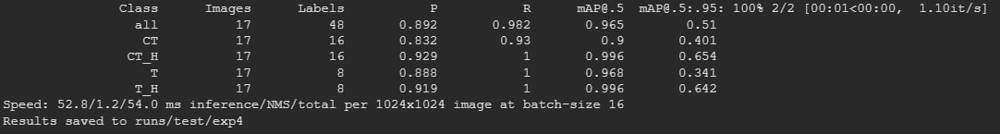 Class Images Labels P R mAP@.5 mAP@.5:.95: 100% 2/2 [00:01<00:00, 1.10it/s]
all 17 48 0.892 0.982 0.965 0.51
CT 17 16 0.832 0.93 0.9 0.401
CT_H 17 16 0.929 1 0.996 0.654
T 17 8 0.888 1 0.968 0.341
T_H 17 8 0.919 1 0.996 0.642
Speed: 52.8/1.2/54.0 ms inference/NMS/total per 1024x1024 image at batch-size 16
Results saved to runs/test/exp4